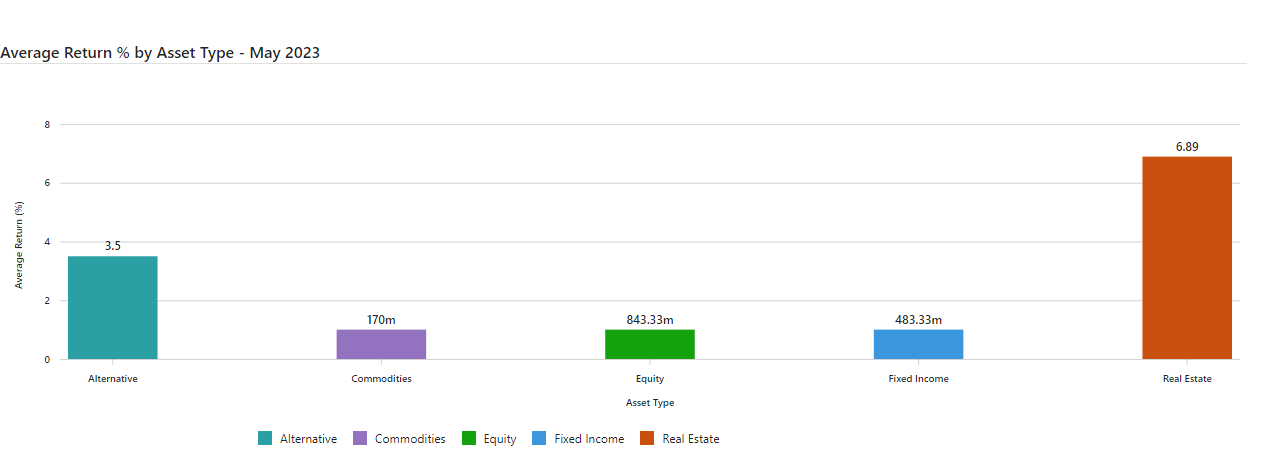 Average Return % by Asset Type - May 2023
8
6
4
2
0
Average Return (%)
3.5
170m
843.33m
483.33m
6.89
Alternative
Commodities
Equity
Fixed Income
Real Estate
Asset Type
Alternative
Commodities
Equity
Fixed Income
Real Estate